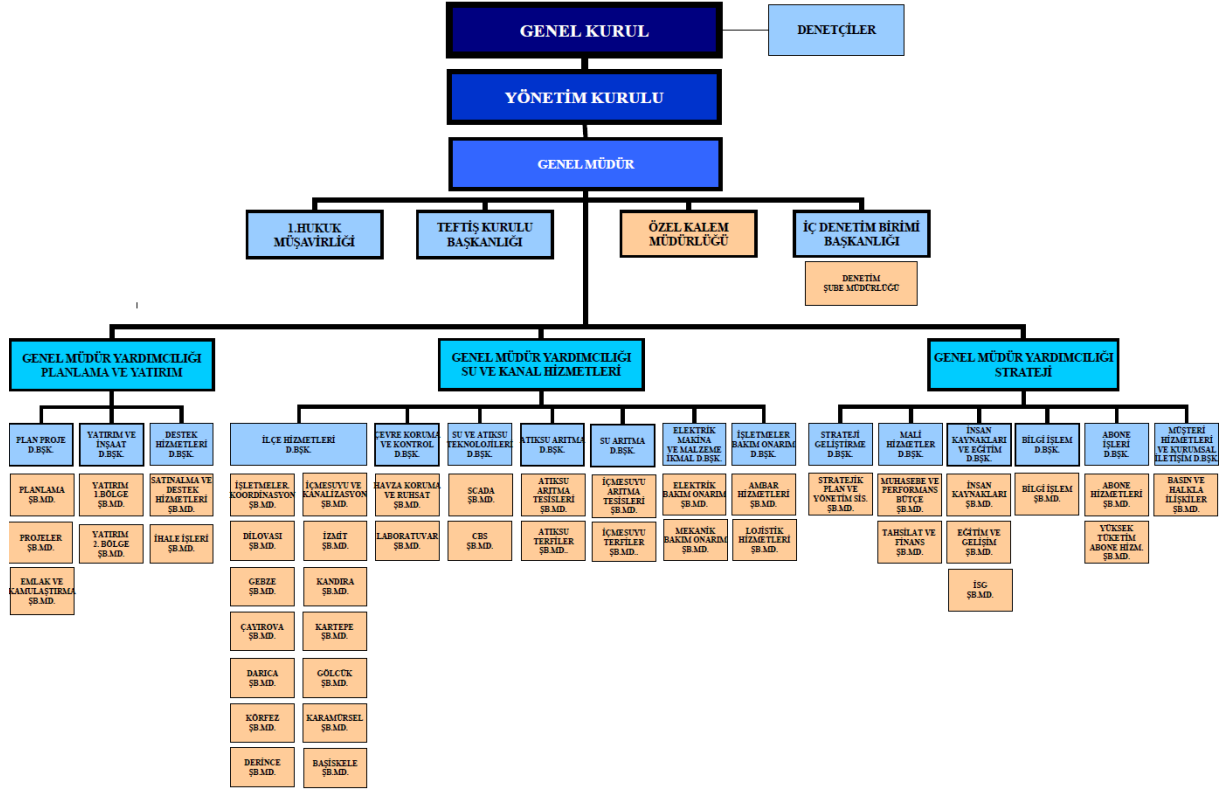 GENEL KURUL
DENETÇİLER
YÖNETİM KURULU
GENEL MÜDÜR
1.HUKUK
MÜŞAVİRLİĞİ
TEFTİŞ KURULU
BAŞKANLIĞI
ÖZEL KALEM
MÜDÜRLÜĞÜ
İÇ DENETİM BİRİMİ
BAŞKANLIĞI
DENETİM
ŞUBE MÜDÜRLÜĞÜ
GENEL MÜDÜR YARDIMCILIĞI
PLANLAMA VE YATIRIM
GENEL MÜDÜR YARDIMCILIĞI
SU VE KANAL HİZMETLERİ
GENEL MÜDÜR YARDIMCILIĞI
STRATEJİ
PLAN PROJE
D.BŞK.
YATIRIM VE
İNŞAAT
D.BŞK.
DESTEK
HİZMETLERİ
D.BŞK.
İLÇE HİZMETLERİ
D.BŞK.
ÇEVRE KORUMA
VE KONTROL
D.BŞK.
SU VE ATIKSU
TEKNOLOJİLERİ
D.BŞK.
ATIKSU ARITMA
D.BŞK.
SU ARITMA
D.BŞK.
ELEKTRİK
MAKİNA
VE MALZEME
İKMAL D.BŞK.
İŞLETMELER
BAKIM ONARIM
D.BŞK.
STRATEJİ
GELİŞTİRME
D.BŞK.
MALİ
HİZMETLER
D.BŞK.
İNSAN
KAYNAKLARI
VE EĞİTİM
D.BŞK.
BİLGİ İŞLEM
D.BŞK.
ABONE
İŞLERİ
D.BŞK.
MÜŞTERİ
HİZMETLERİ
VE KURUMSAL
İLETİŞİM D.BŞK.
PLANLAMA
ŞB.MD.
YATIRIM
1.BÖLGE
ŞB.MD.
SATINALMA VE
DESTEK
HİZMETLERİ
ŞB.MD.
İŞLETMELER.
KOORDİNASYON
ŞB.MD.
İÇMESUYU VE
KANALİZASYON
ŞB.MD.
HAVZA KORUMA
VE RUHSAT
ŞB.MD.
SCADA
ŞB.MD.
ATIKSU
ARITMA
TESİSLERİ
ŞB.MD.
İÇMESUYU
ARITMA
TESİSLERİ
ŞB.MD.
ELEKTRİK
BAKIM ONARIM
ŞB.MD.
AMBAR
HİZMETLERİ
ŞB.MD.
STRATEJİK
PLAN VE
YÖNETİM SİS.
ŞB.MD.
MUHASEBE VE
PERFORMANS
BÜTÇE
ŞB.MD.
İNSAN
KAYNAKLARI
ŞB.MD.
BİLGİ İŞLEM
ŞB.MD.
ABONE
HİZMETLERİ
ŞB.MD.
BASIN VE
HALKLA
İLİŞKİLER
ŞB.MD.
PROJELER
ŞB.MD.
YATIRIM
2. BÖLGE
ŞB.MD.
İHALE İŞLERİ
ŞB.MD.
DİLOVASI
ŞB.MD.
İZMİT
ŞB.MD.
LABORATUVAR
ŞB.MD.
CBS
ŞB.MD.
ATIKSU
TERFİLER
ŞB.MD..
İÇMESUYU
TERFİLER
ŞB.MD..
MEKANİK
BAKIM ONARIM
ŞB.MD.
LOJİSTİK
HİZMETLERİ
ŞB.MD.
TAHSİLAT VE
FİNANS
ŞB.MD.
EĞİTİM VE
GELİŞİM
ŞB.MD.
YÜKSEK
TÜKETİM
ABONE HİZM.
ŞB.MD.
EMLAK VE
KAMULAŞTIRMA
ŞB.MD.
GEBZE
ŞB.MD.
KANDIRA
ŞB.MD.
İSG
ŞB.MD.
ÇAYIROVA
ŞB.MD.
KARTEPE
ŞB.MD.
DARICA
ŞB.MD.
GÖLCÜK
ŞB.MD.
KÖRFEZ
ŞB.MD.
KARAMÜRSEL
ŞB.MD.
DERİNCE
ŞB.MD.
BAŞİSKELE
ŞB.MD.